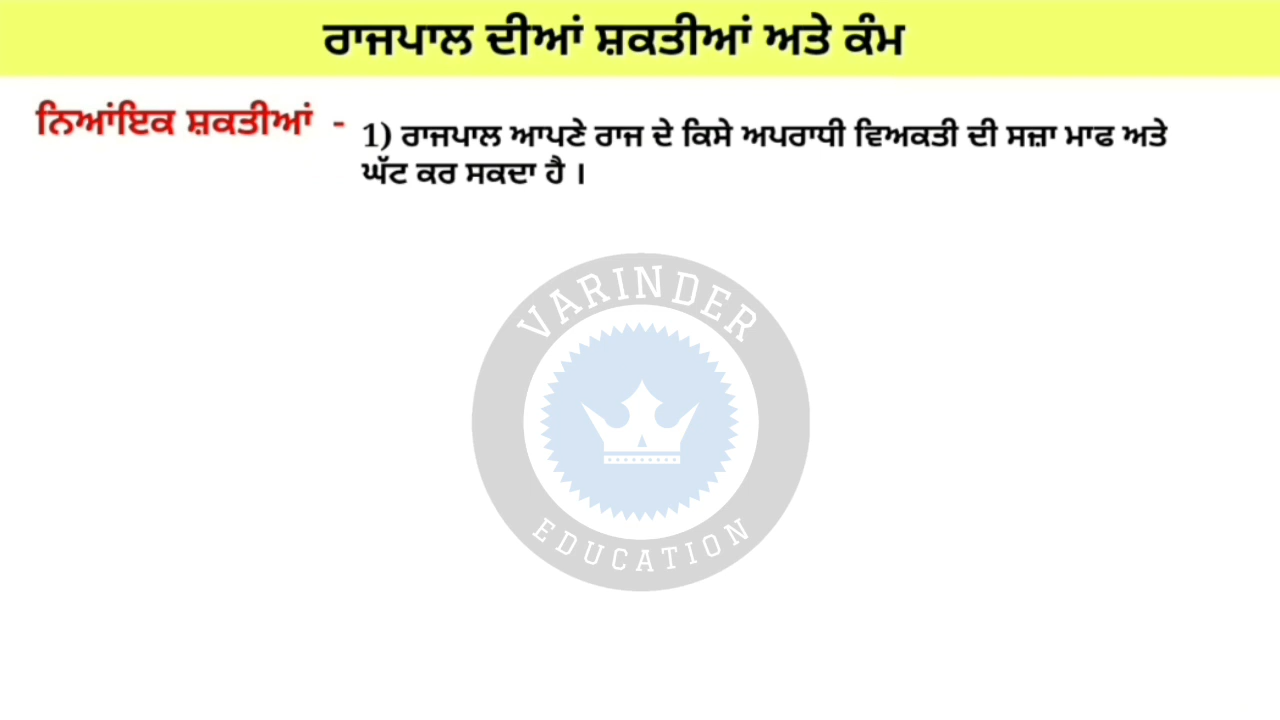 ਰਾਜਪਾਲ ਦੀਆਂ ਸ਼ਕਤੀਆਂ ਅਤੇ ਕੰਮ
ਨਿਆਂਇਕ ਸ਼ਕਤੀਆਂ - 1) ਰਾਜਪਾਲ ਆਪਣੇ ਰਾਜ ਦੇ ਕਿਸੇ ਅਪਰਾਧੀ ਵਿਅਕਤੀ ਦੀ ਸਜ਼ਾ ਮਾਫ ਅਤੇ
ਘੱਟ ਕਰ ਸਕਦਾ ਹੈ ।
VARINDER
EDUCATION